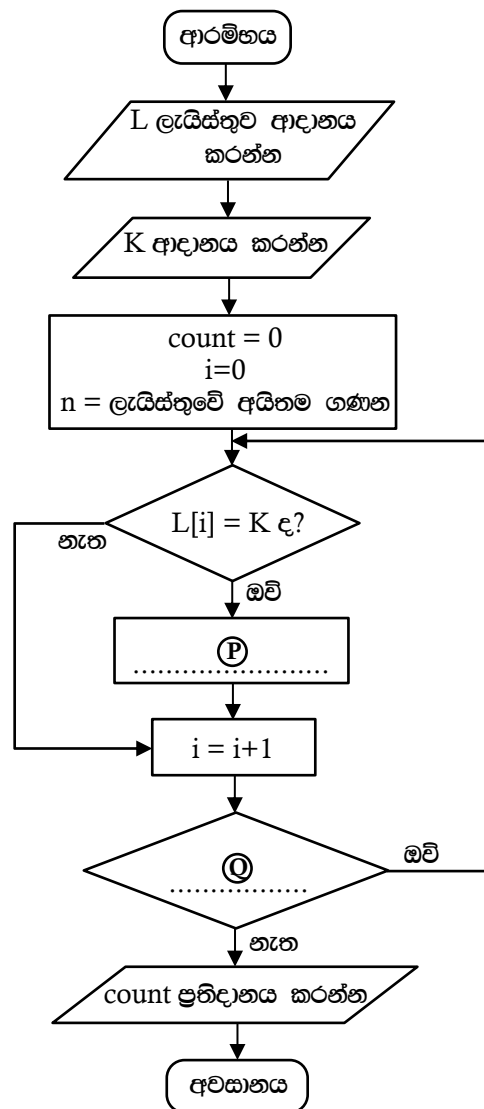 ආරම්භය
L ලැයිස්තුව ආදානය
කරන්න
K ආදානය කරන්න
count = 0
i=0
n = ලැයිස්තුවේ අයිතම ගණන
L[i] = K ද?
නැත
ඔව්
Ⓟ
........................
i = i+1
Ⓠ
.................
ඔව්
නැත
count ප්‍රතිදානය කරන්න
අවසානය